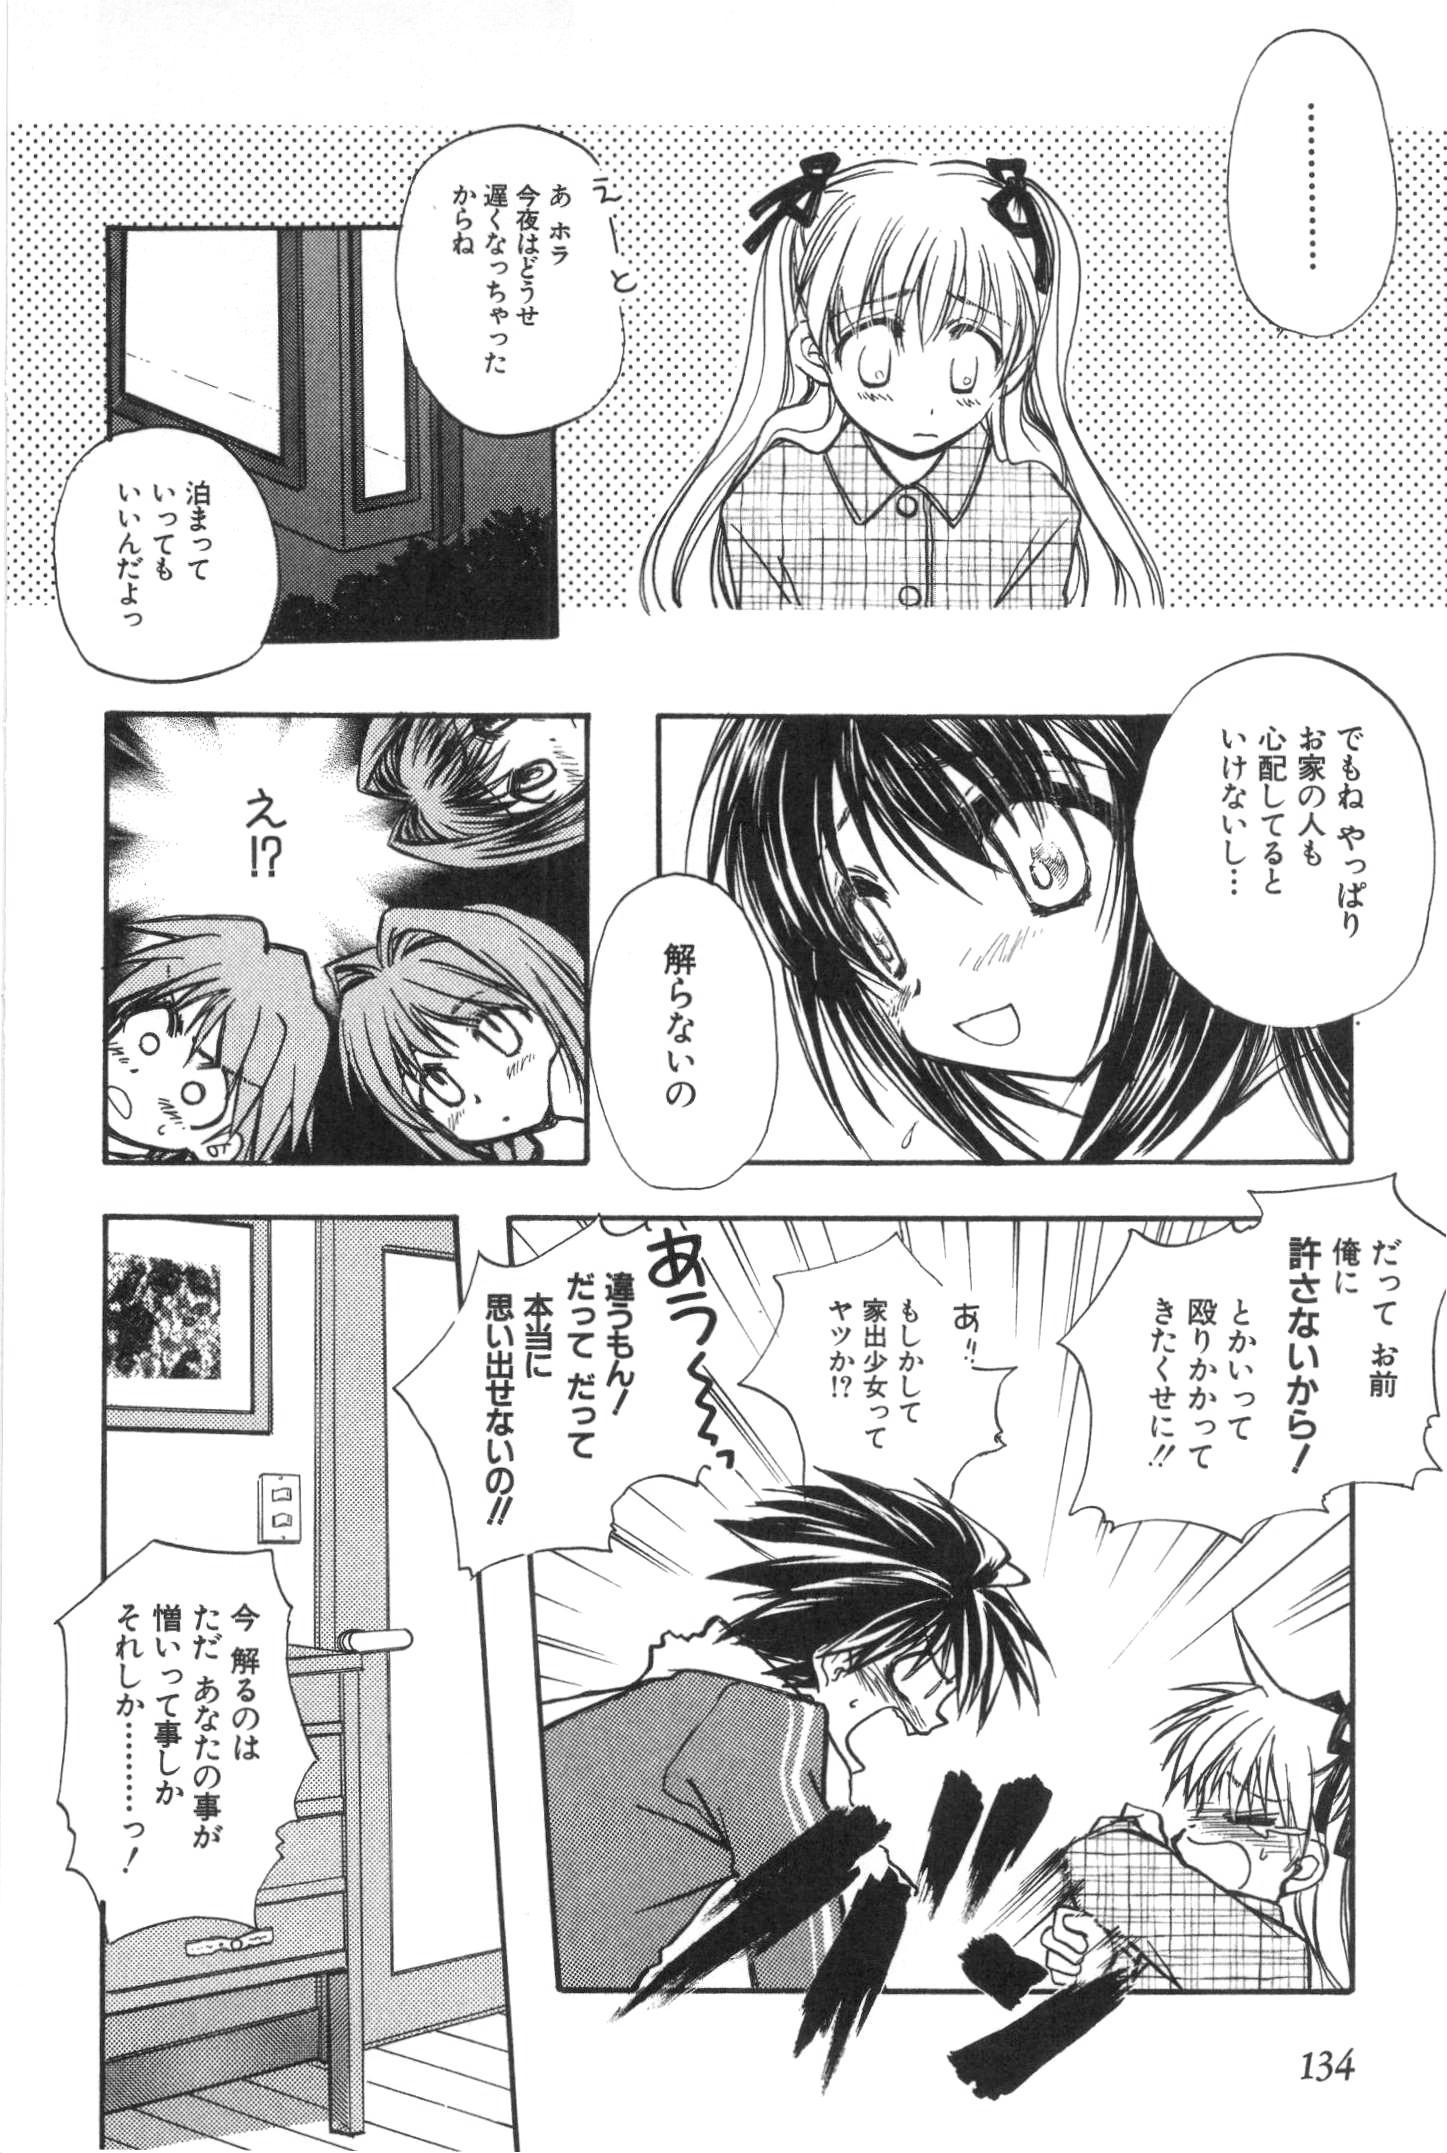 …………
えーと
あ ホラ
今夜はどうせ
遅くなっちゃった
からね
泊まって
いっても
いいんだよっ
でもね やっぱり
お家の人も
心配してると
いけないし…
解らないの
え!?
だって お前
俺に
許さないから!
とかいって
殴りかかって
きたくせに!!
あ!!
もしかして
家出少女って
ヤツか!?
あうく〜っ
違うもん!
だって だって
本当に
思い出せないの!!
今 解るのは
ただ あなたの事が
憎いって事しか
それしか………っ!
134